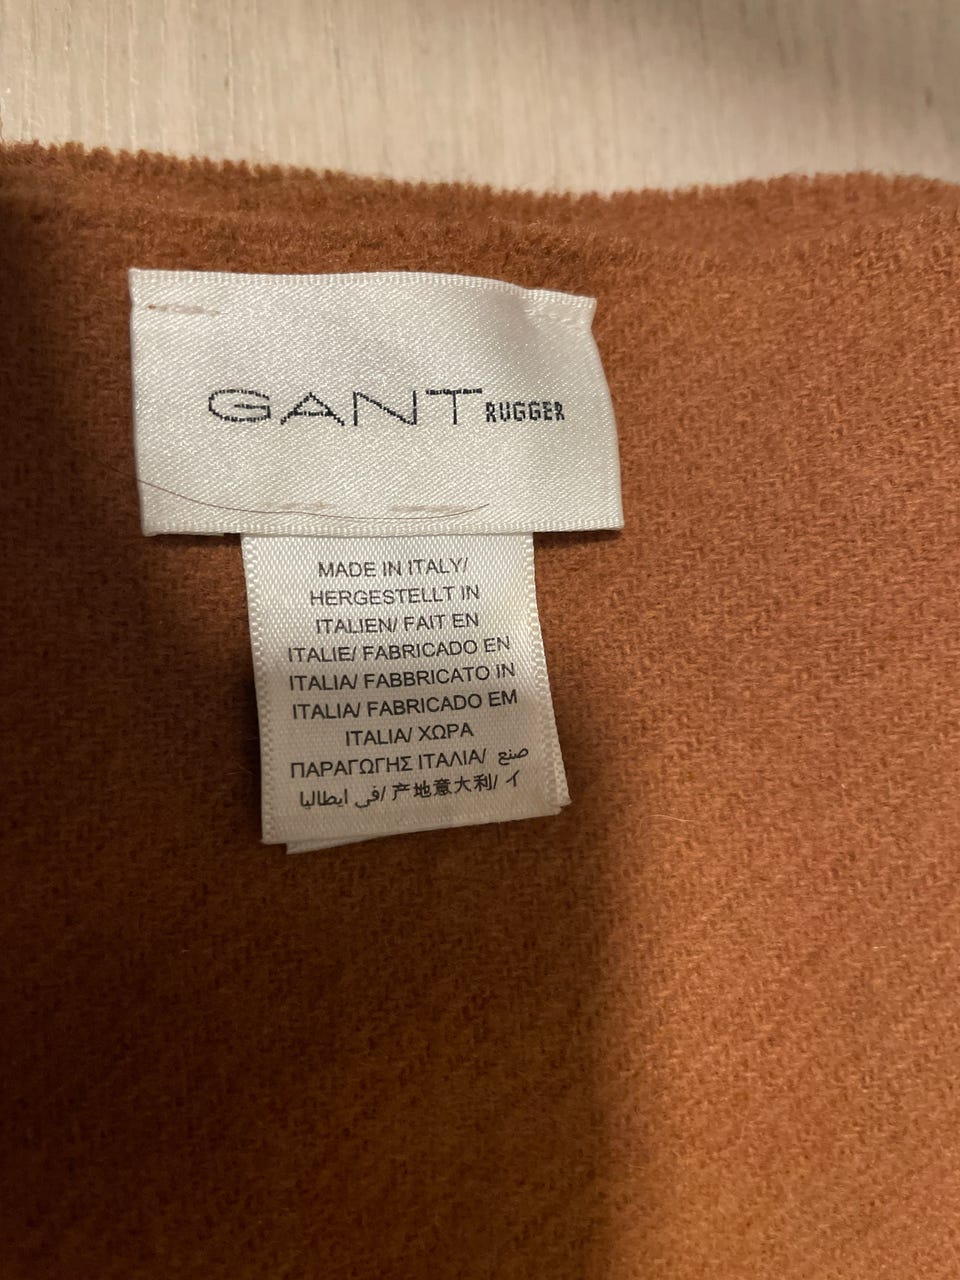 GANT RUGGER
MADE IN ITALY/
HERGESTELLT IN
ITALIEN/ FAIT EN
ITALIE/ FABRICADO EN
ITALIA/ FABBRICATO IN
ITALIA/ FABRICADO EM
ITALIA/ ΧΩΡΑ
ΠΑΡΑΓΩΓΗΣ ΙΤΑΛΙΑ/ صنع
في ايطاليا/ 产地意大利/ イ